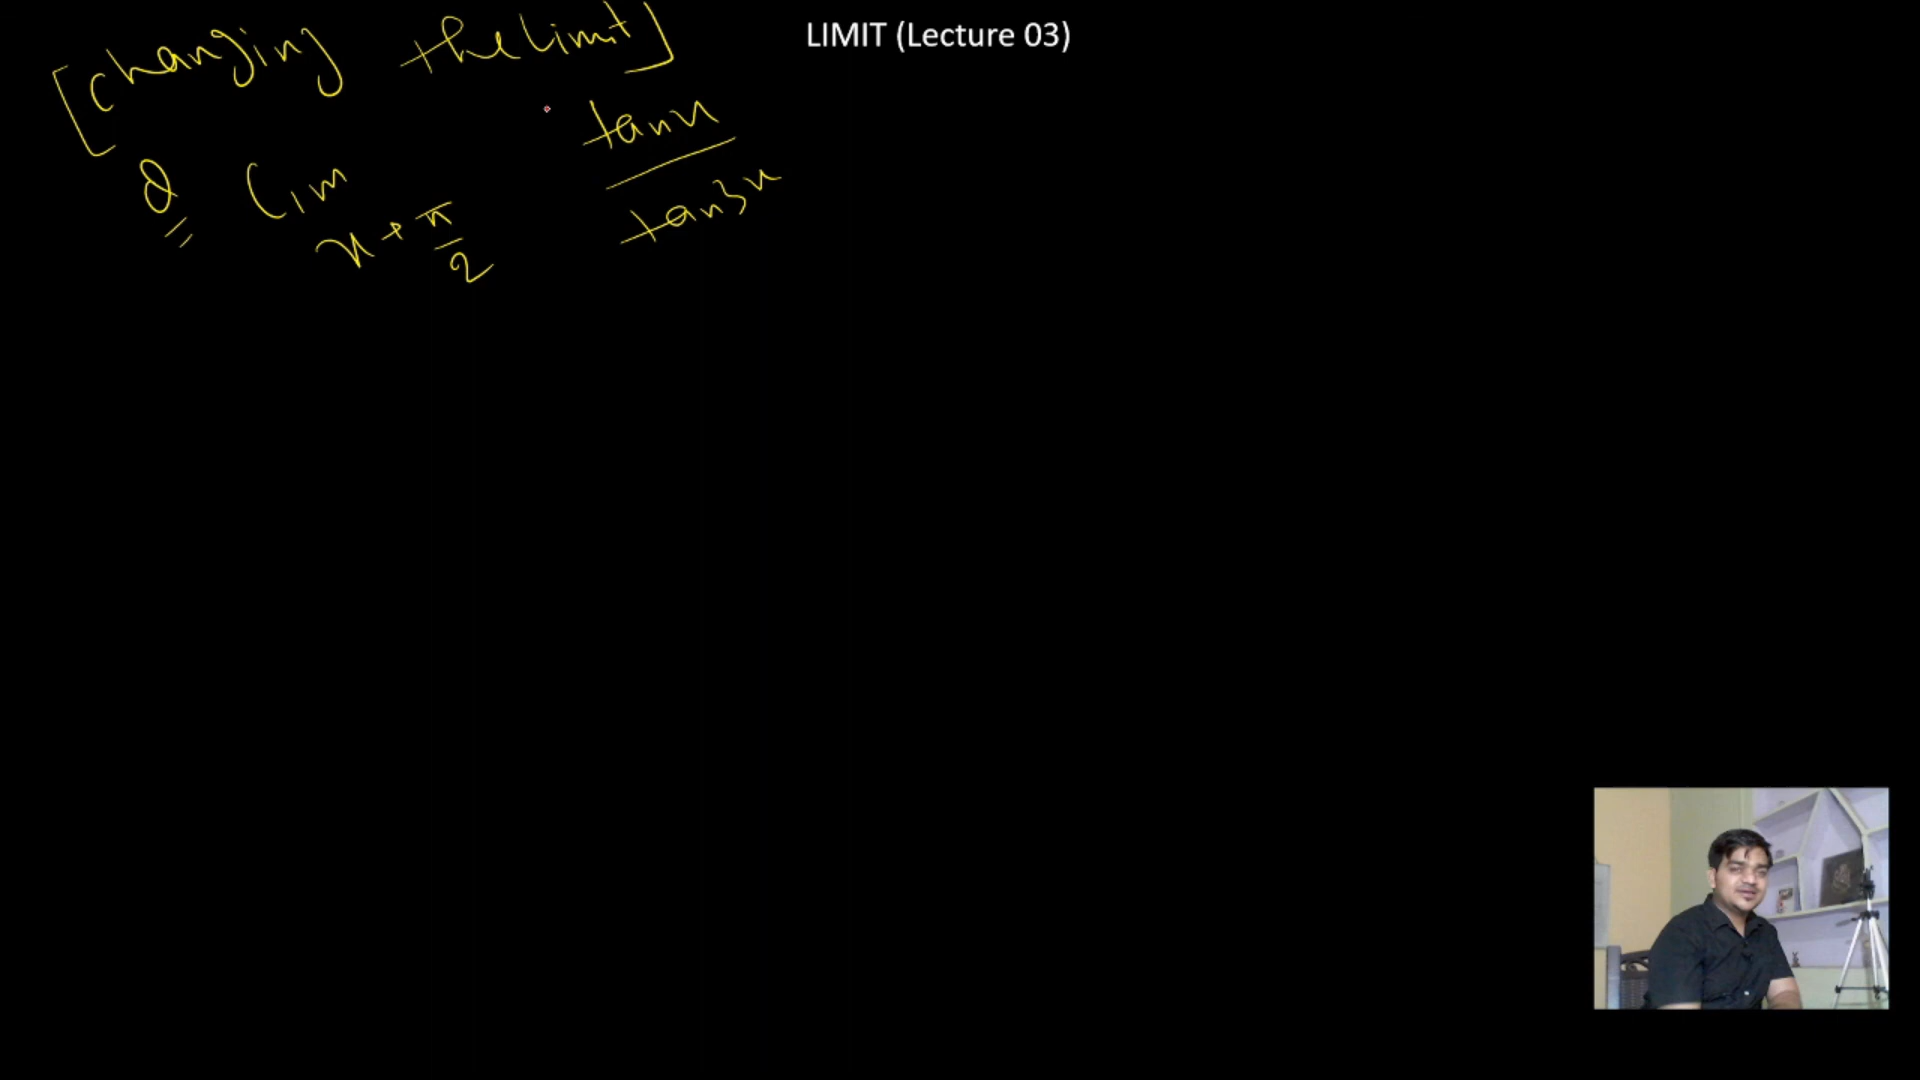 LIMIT (Lecture 03)
[changing the limit]
Q lim x→π/2 tanx/tan3x